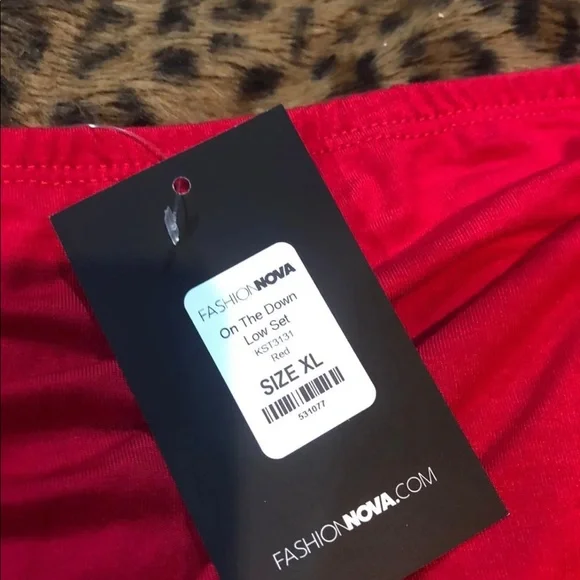 FASHIONNOVA
On The Down
Low Set
KST3131
Red
SIZE XL
531077
FASHIONNOVA.COM